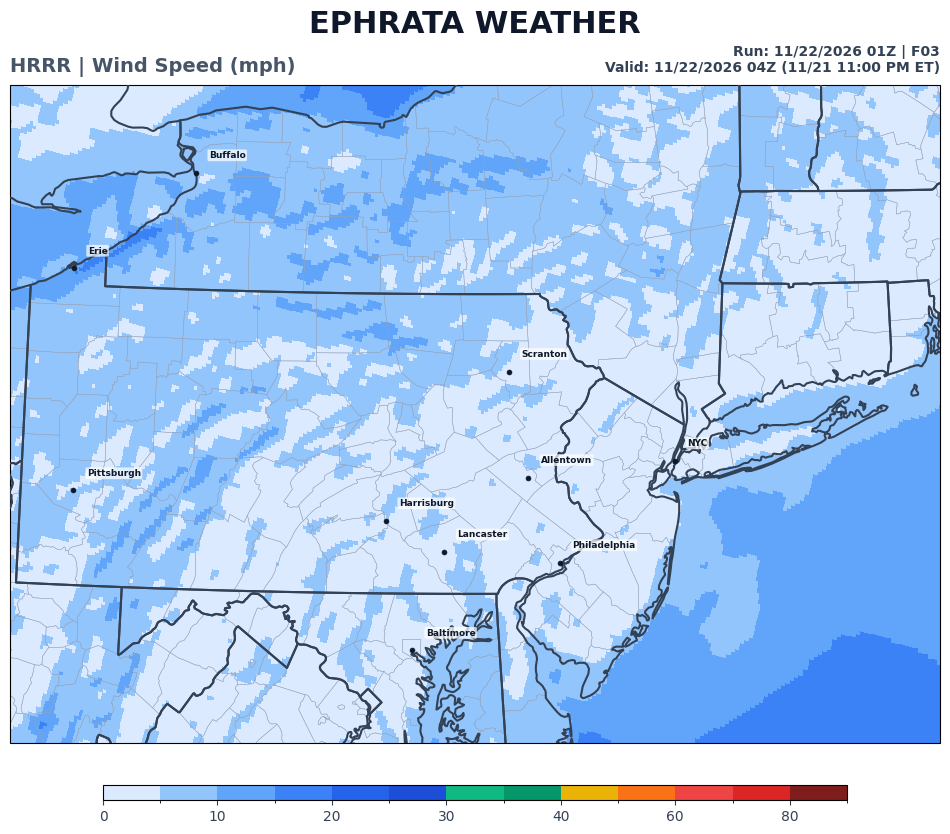 EPHRATA WEATHER
Run: 11/22/2026 01Z | F03
HRRR | Wind Speed (mph)
Valid: 11/22/2026 04Z (11/21 11:00 PM ET)
Buffalo
Erie
Scranton
NYC
Allentown
Pittsburgh
Harrisburg
Lancaster
Philadelphia
Baltimore
0 10 20 30 40 60 80